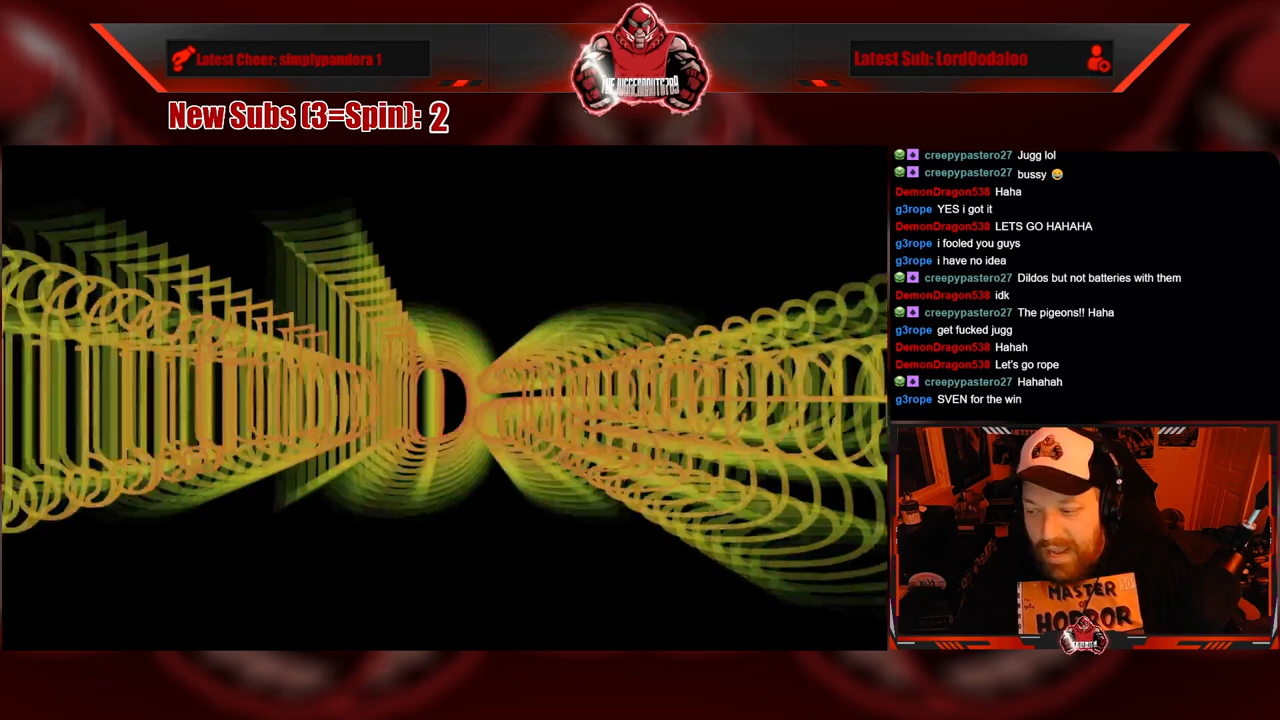 Latest Cheer: simplypandora 1
THEJUGGERNAUT6789
Latest Sub: LordOodaloo
New Subs (3=Spin): 2
creepypastero27 Jugg lol
creepypastero27 bussy 😄
DemonDragon538 Haha
g3rope YES i got it
DemonDragon538 LETS GO HAHAHA
g3rope i fooled you guys
g3rope i have no idea
creepypastero27 Dildos but not batteries with them
DemonDragon538 idk
creepypastero27 The pigeons!! Haha
g3rope get fucked jugg
DemonDragon538 Hahah
DemonDragon538 Let's go rope
creepypastero27 Hahahah
g3rope SVEN for the win
MASTER
OF
HORROR